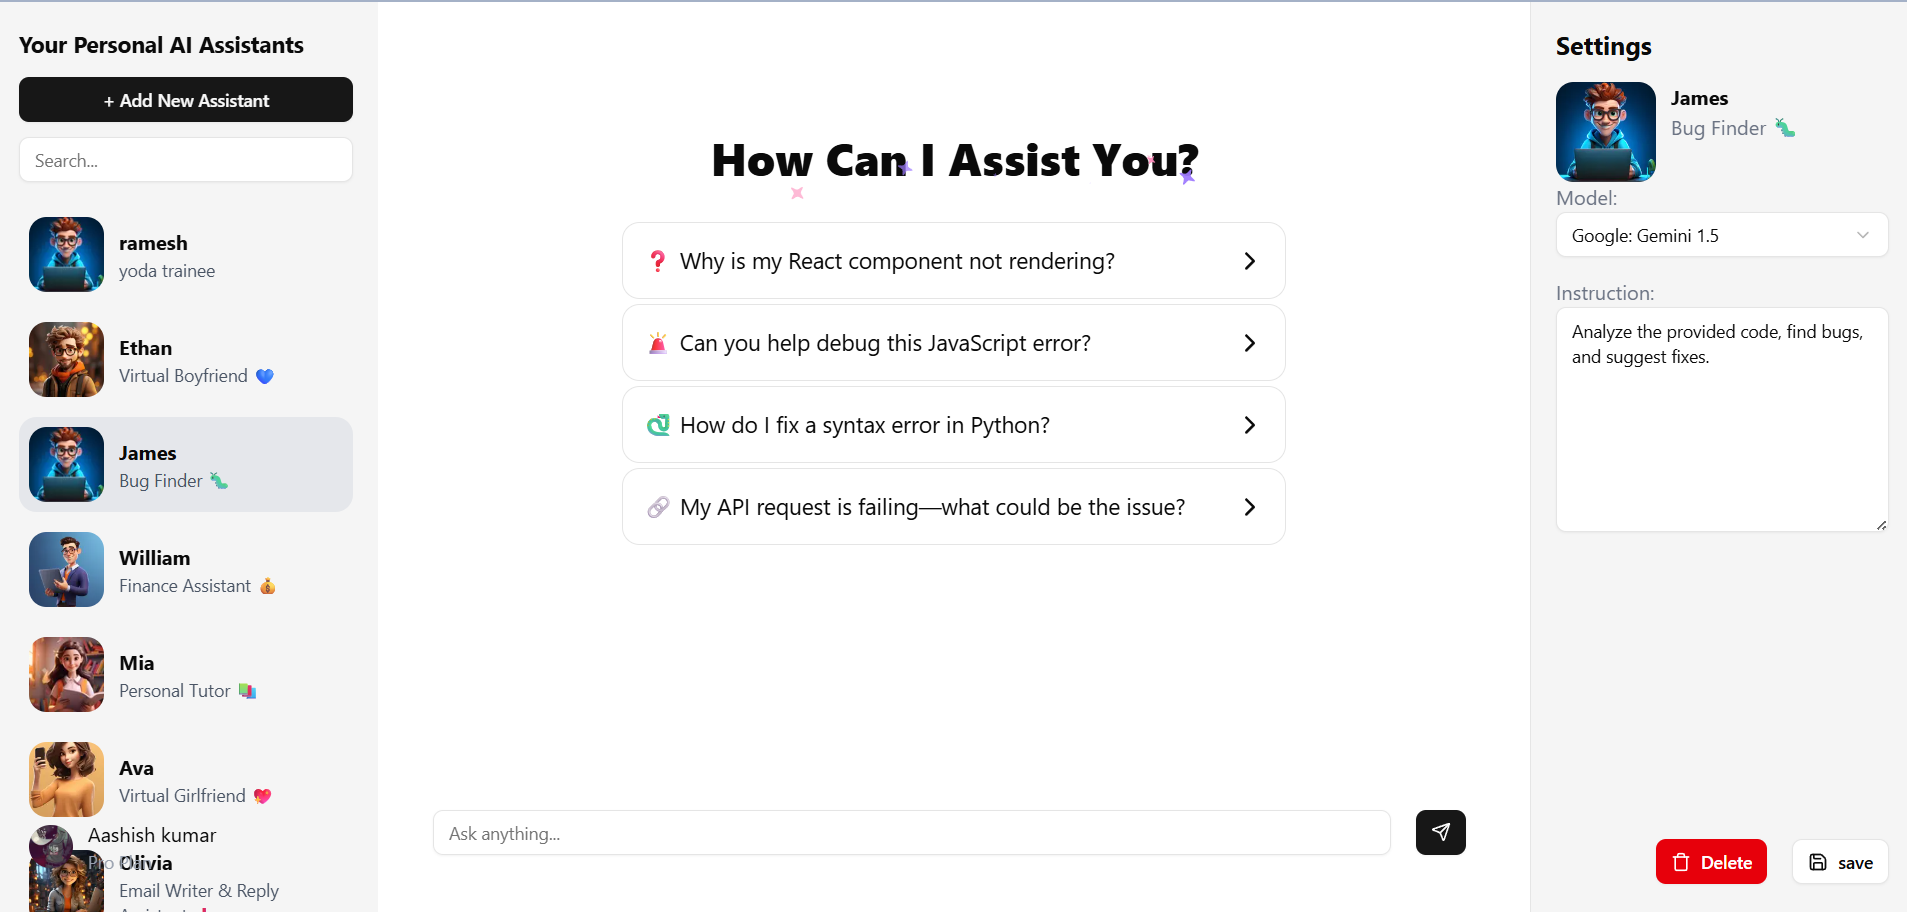 Your Personal AI Assistants
+ Add New Assistant
Search...
ramesh
yoda trainee
Ethan
Virtual Boyfriend 💙
James
Bug Finder 🐛
William
Finance Assistant 💰
Mia
Personal Tutor 📚
Ava
Virtual Girlfriend 💖
Aashish kumar
Pro Plan
Olivia
Email Writer & Reply
How Can I Assist You?
❓ Why is my React component not rendering?
🚨 Can you help debug this JavaScript error?
🐍 How do I fix a syntax error in Python?
🔗 My API request is failing—what could be the issue?
Ask anything...
Settings
James
Bug Finder 🐛
Model:
Google: Gemini 1.5
Instruction:
Analyze the provided code, find bugs,
and suggest fixes.
Delete
save